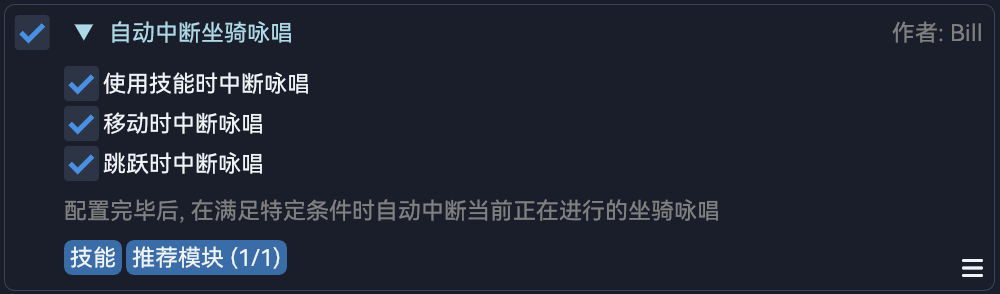 自动中断坐骑咏唱 作者: Bill
使用技能时中断咏唱
移动时中断咏唱
跳跃时中断咏唱
配置完毕后, 在满足特定条件时自动中断当前正在进行的坐骑咏唱
技能 推荐模块 (1/1)